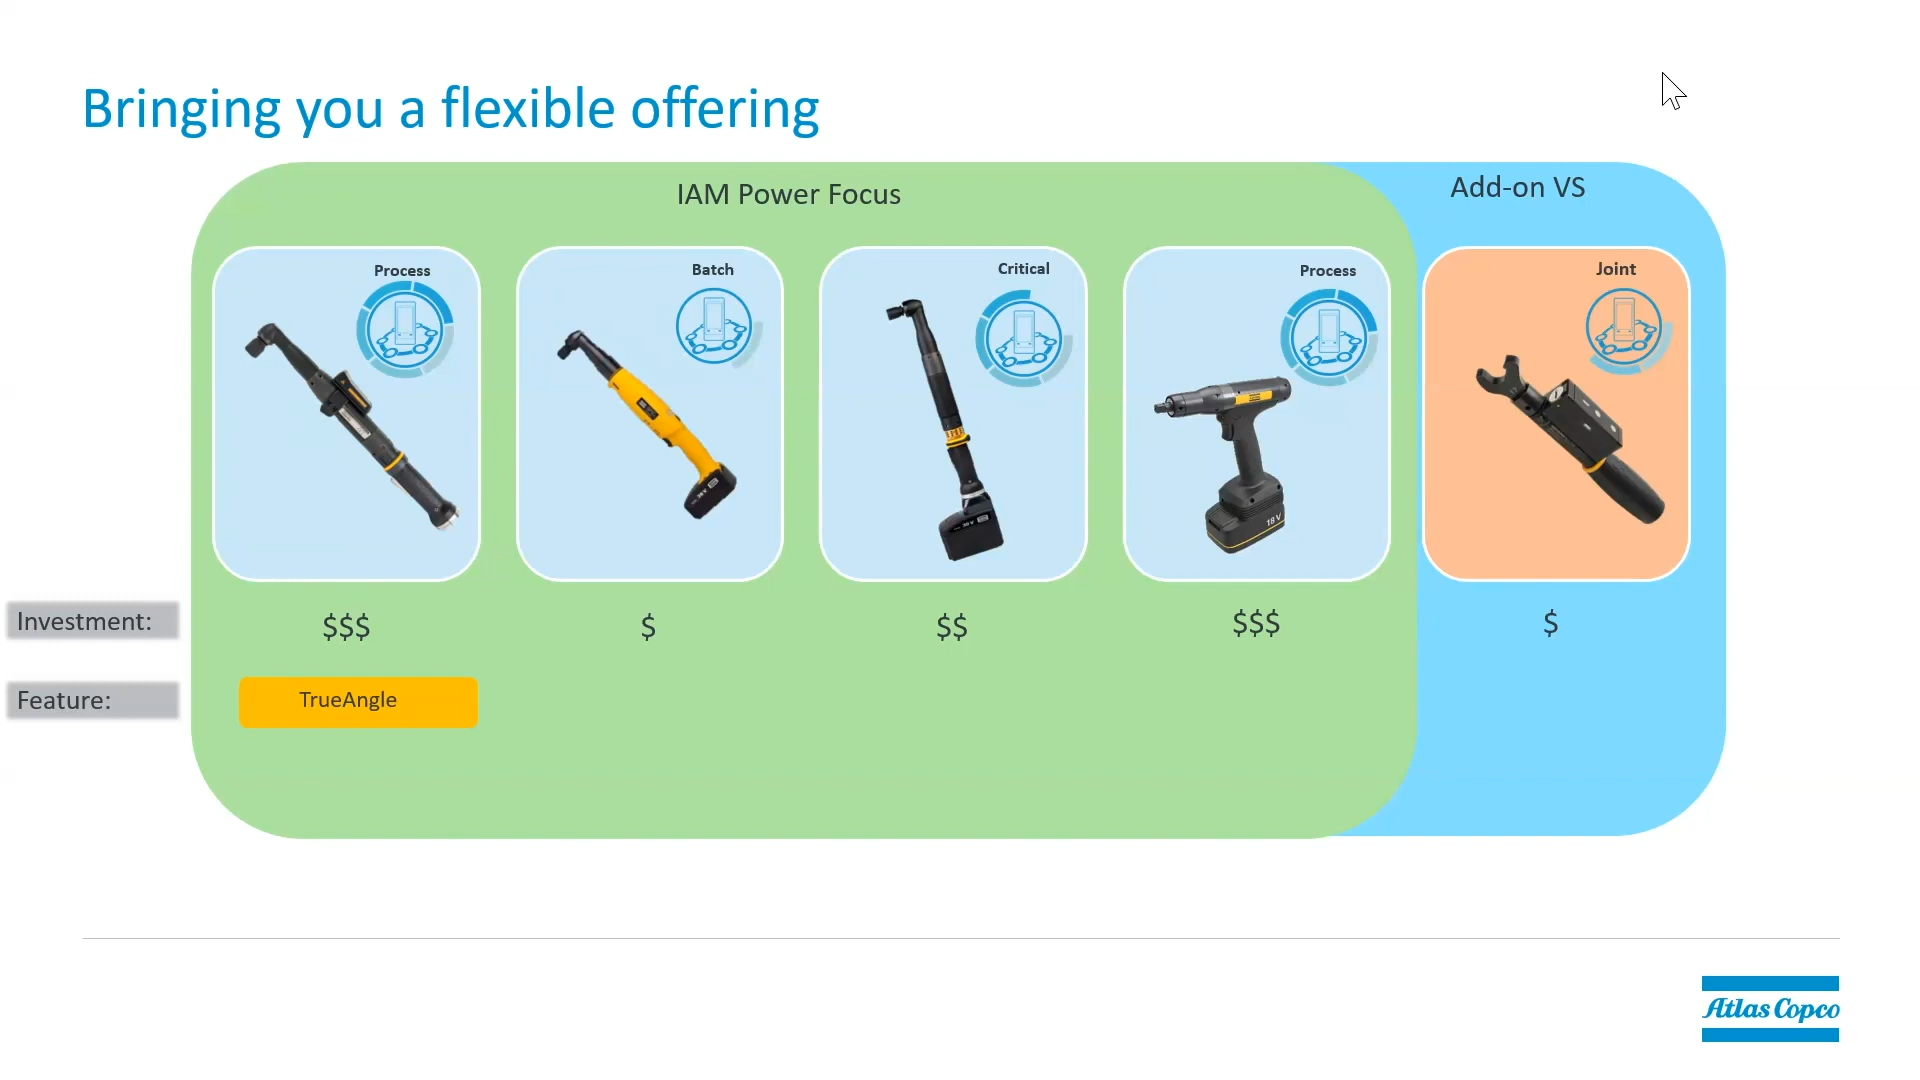 Bringing you a flexible offering
IAM Power Focus
Add-on VS
Process
Batch
Critical
Process
Joint
18 V
Investment:
$$$
$
$$
$$$
$
Feature:
TrueAngle
Atlas Copco